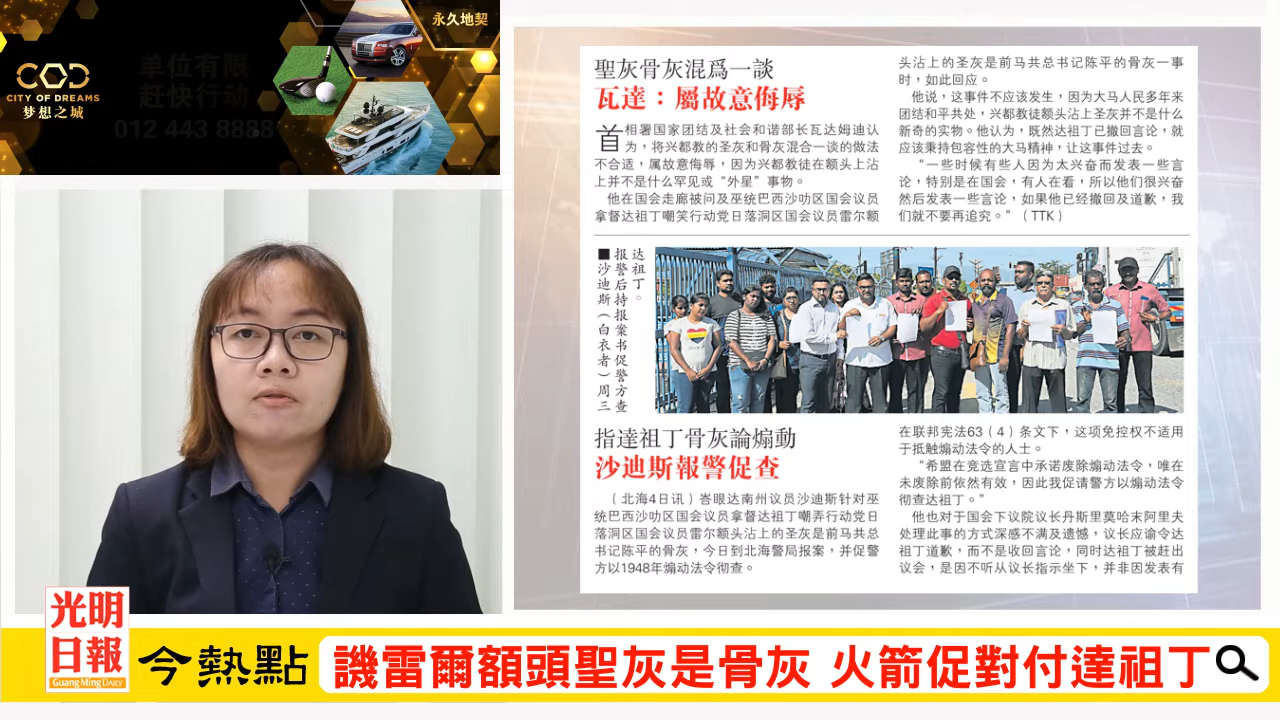 永久地契
COD
CITY OF DREAMS
梦想之城
单位有限
赶快行动
012 443 8888
聖灰骨灰混爲一談
瓦達：屬故意侮辱
首相署国家团结及社会和谐部长瓦达姆迪认
为，将兴都教的圣灰和骨灰混合一谈的做法
不合适，属故意侮辱，因为兴都教徒在额头上沾
上并不是什么罕见或“外星”事物。
他在国会走廊被问及巫统巴西沙叻区国会议员
拿督达祖丁嘲笑行动党日落洞区国会议员雷尔额
头沾上的圣灰是前马共总书记陈平的骨灰一事
时，如此回应。
他说，这事件不应该发生，因为大马人民多年来
团结和平共处，兴都教徒额头沾上圣灰并不是什么
新奇的实物。他认为，既然达祖丁已撤回言论，就
应该秉持包容性的大马精神，让这事件过去。
“一些时候有些人因为太兴奋而发表一些言
论，特别是在国会，有人在看，所以他们很兴奋
然后发表一些言论，如果他已经撤回及道歉，我
们就不要再追究。”（TTK）
■沙迪斯（白衣者）周三
报警后持报案书促警方查
达祖丁。
指達祖丁骨灰論煽動
沙迪斯報警促查
（北海4日讯）峇眼达南州议员沙迪斯针对巫
统巴西沙叻区国会议员拿督达祖丁嘲弄行动党日
落洞区国会议员雷尔额头沾上的圣灰是前马共总
书记陈平的骨灰，今日到北海警局报案，并促警
方以1948年煽动法令彻查。
在联邦宪法63（4）条文下，这项免控权不适用
于抵触煽动法令的人士。
“希盟在竞选宣言中承诺废除煽动法令，唯在
未废除前依然有效，因此我促请警方以煽动法令
彻查达祖丁。”
他也对于国会下议院议长丹斯里莫哈末阿里夫
处理此事的方式深感不满及遗憾，议长应谕令达
祖丁道歉，而不是收回言论，同时达祖丁被赶出
议会，是因不听从议长指示坐下，并非因发表有
光明
日報
Guang Ming DAILY
今熱點
譏雷爾額頭聖灰是骨灰 火箭促對付達祖丁